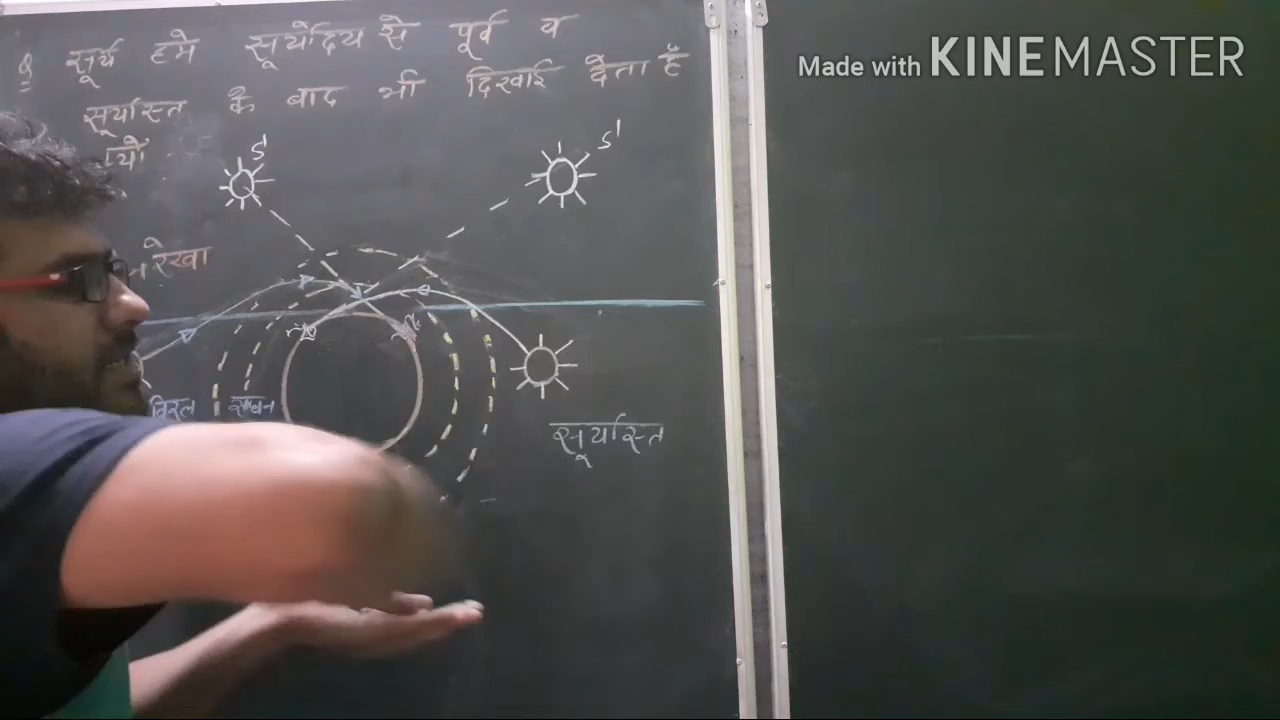 Q सूर्य हमे सूर्योदय से पूर्व व
सूर्यास्त के बाद भी दिखाई देता है
Made with KINEMASTER
S'
S'
रेखा
विरल
सघन
सूर्यास्त